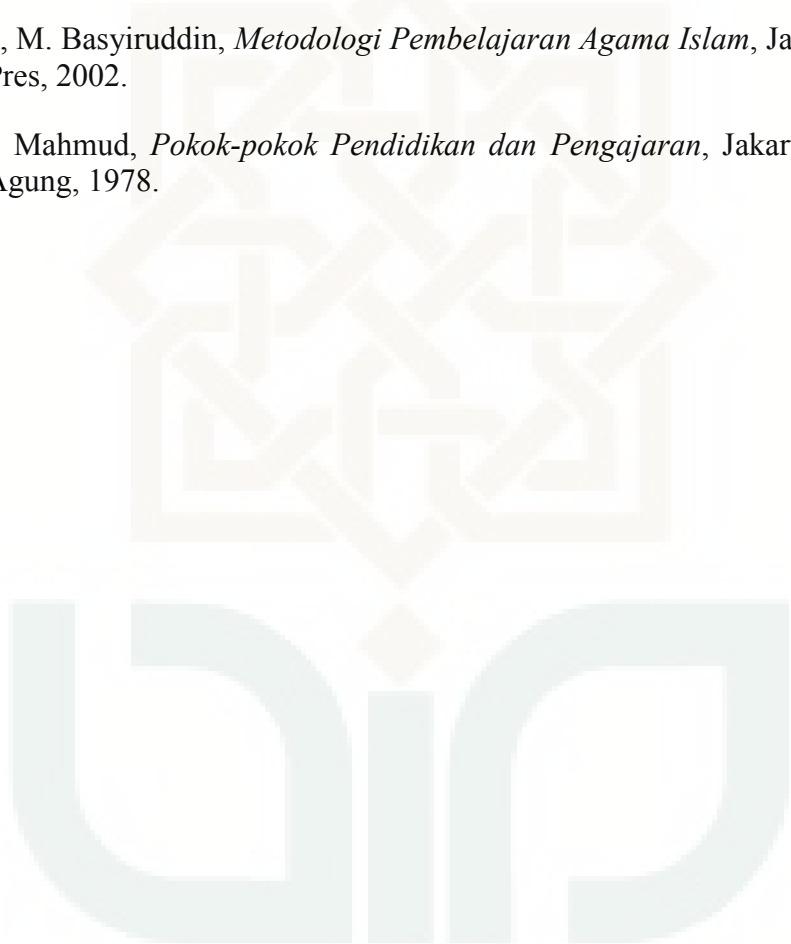 , M. Basyiruddin, Metodologi Pembelajaran Agama Islam, Ja
Pres, 2002.
Mahmud, Pokok-pokok Pendidikan dan Pengajaran, Jakar
Agung, 1978.